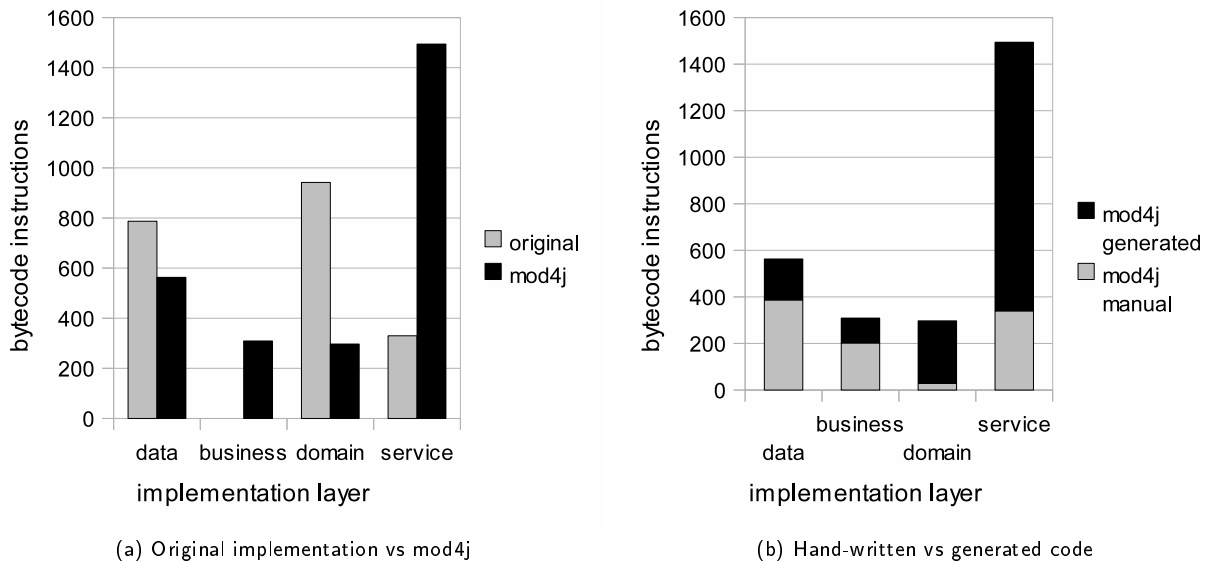 1600
1400
1200
1000
800
600
400
200
0
bytecode instructions
data business domain service
implementation layer
original
mod4j
(a) Original implementation vs mod4j
1600
1400
1200
1000
800
600
400
200
0
bytecode instructions
business service
data domain
implementation layer
mod4j
generated
mod4j
manual
(b) Hand-written vs generated code